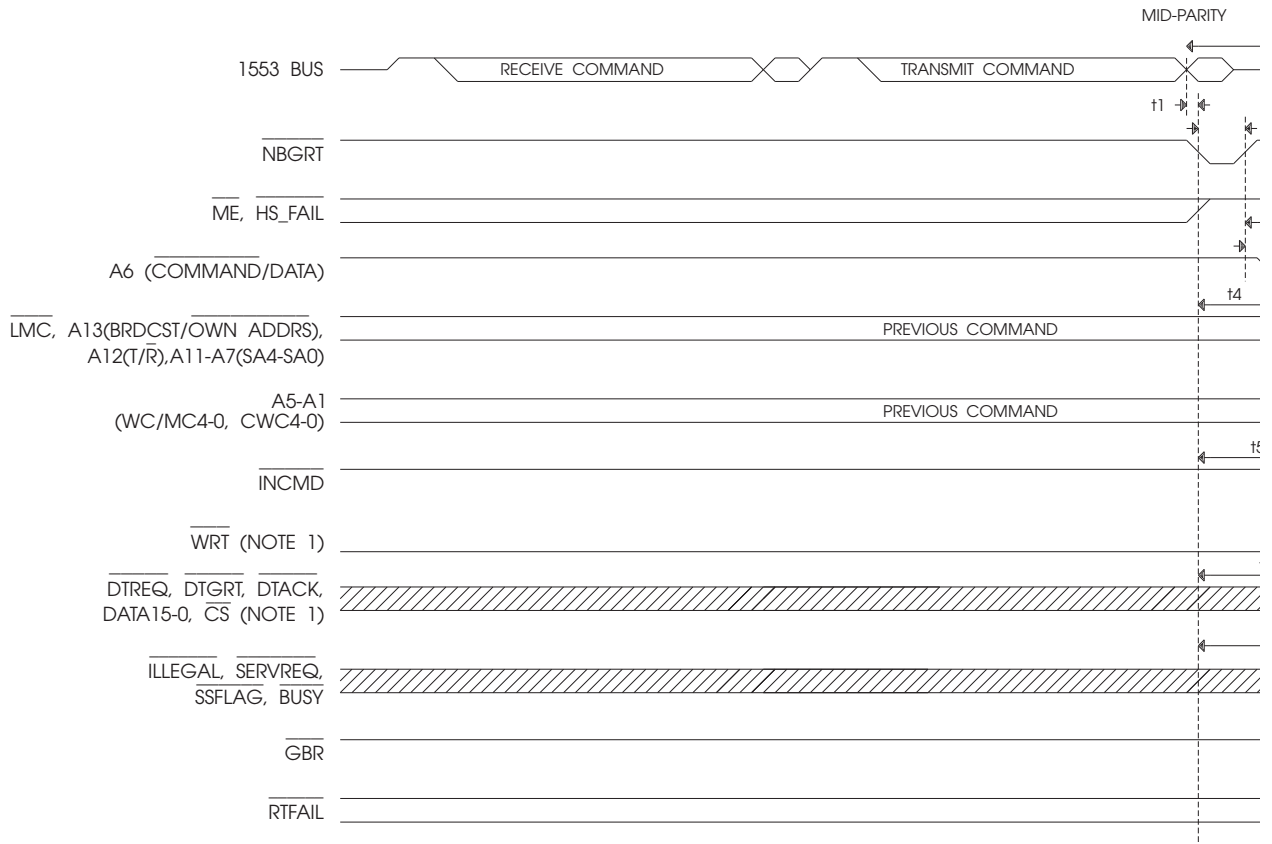 MID-PARITY
1553 BUS
RECEIVE COMMAND
TRANSMIT COMMAND
t1
NBGRT
ME, HS_FAIL
A6 (COMMAND/DATA)
t4
LMC, A13(BRDCST/OWN ADDRS),
A12(T/R),A11-A7(SA4-SA0)
PREVIOUS COMMAND
A5-A1
(WC/MC4-0, CWC4-0)
PREVIOUS COMMAND
t5
INCMD
WRT (NOTE 1)
DTREQ, DTGRT, DTACK,
DATA15-0, CS (NOTE 1)
ILLEGAL, SERVREQ,
SSFLAG, BUSY
GBR
RTFAIL